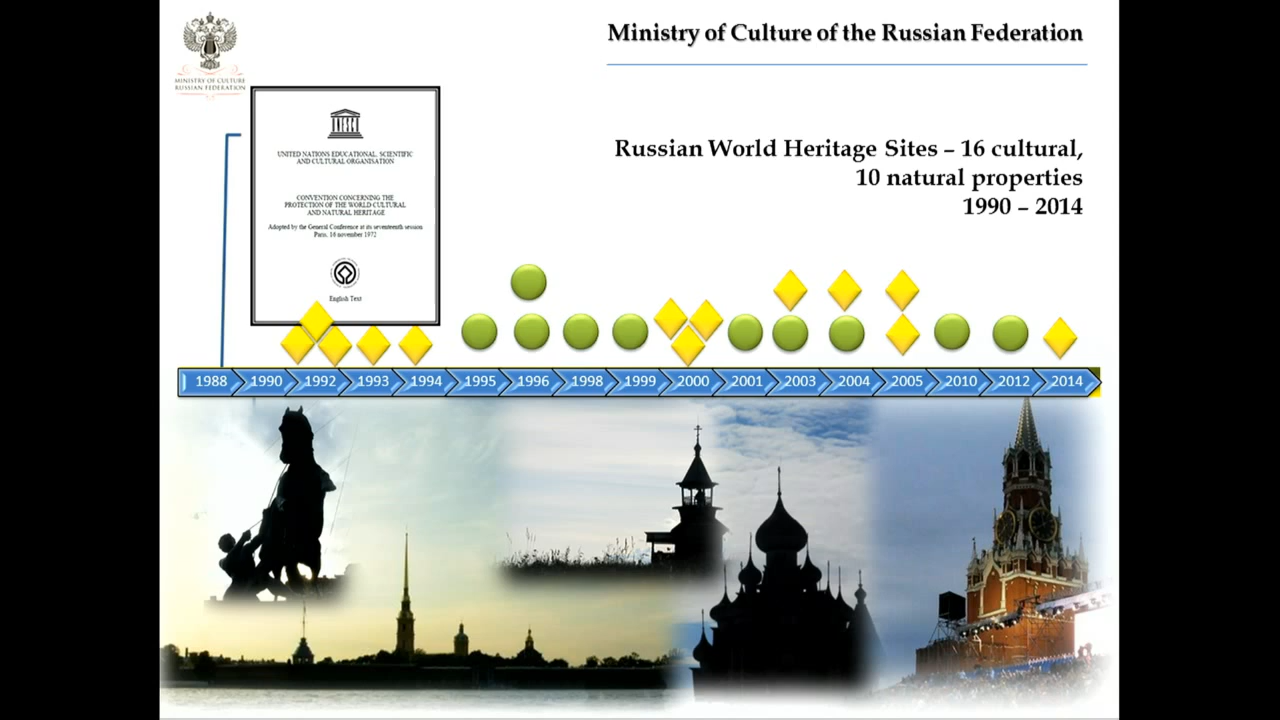 Ministry of Culture of the Russian Federation
MINISTRY OF CULTURE
RUSSIAN FEDERATION
UNITED NATIONS EDUCATIONAL, SCIENTIFIC
AND CULTURAL ORGANISATION
CONVENTION CONCERNING THE
PROTECTION OF THE WORLD CULTURAL
AND NATURAL HERITAGE
Adopted by the General Conference at its seventeenth session
Paris, 16 november 1972
English Text
Russian World Heritage Sites – 16 cultural,
10 natural properties
1990 – 2014
1988 1990 1992 1993 1994 1995 1996 1998 1999 2000 2001 2003 2004 2005 2010 2012 2014